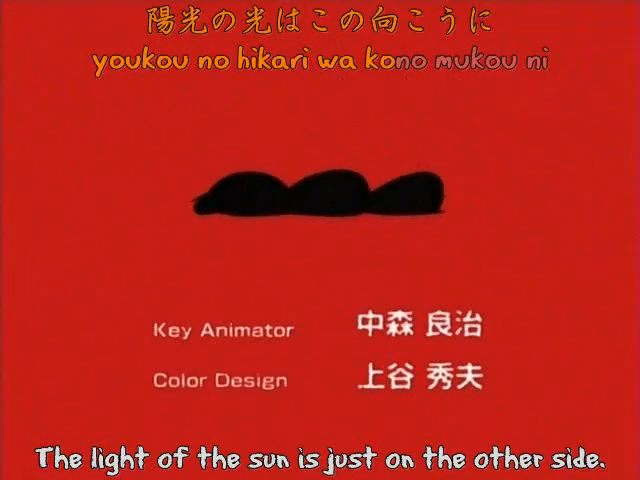 陽光の光はこの向こうに
youkou no hikari wa kono mukou ni
Key Animator 中森 良治
Color Design 上谷 秀夫
The light of the sun is just on the other side.